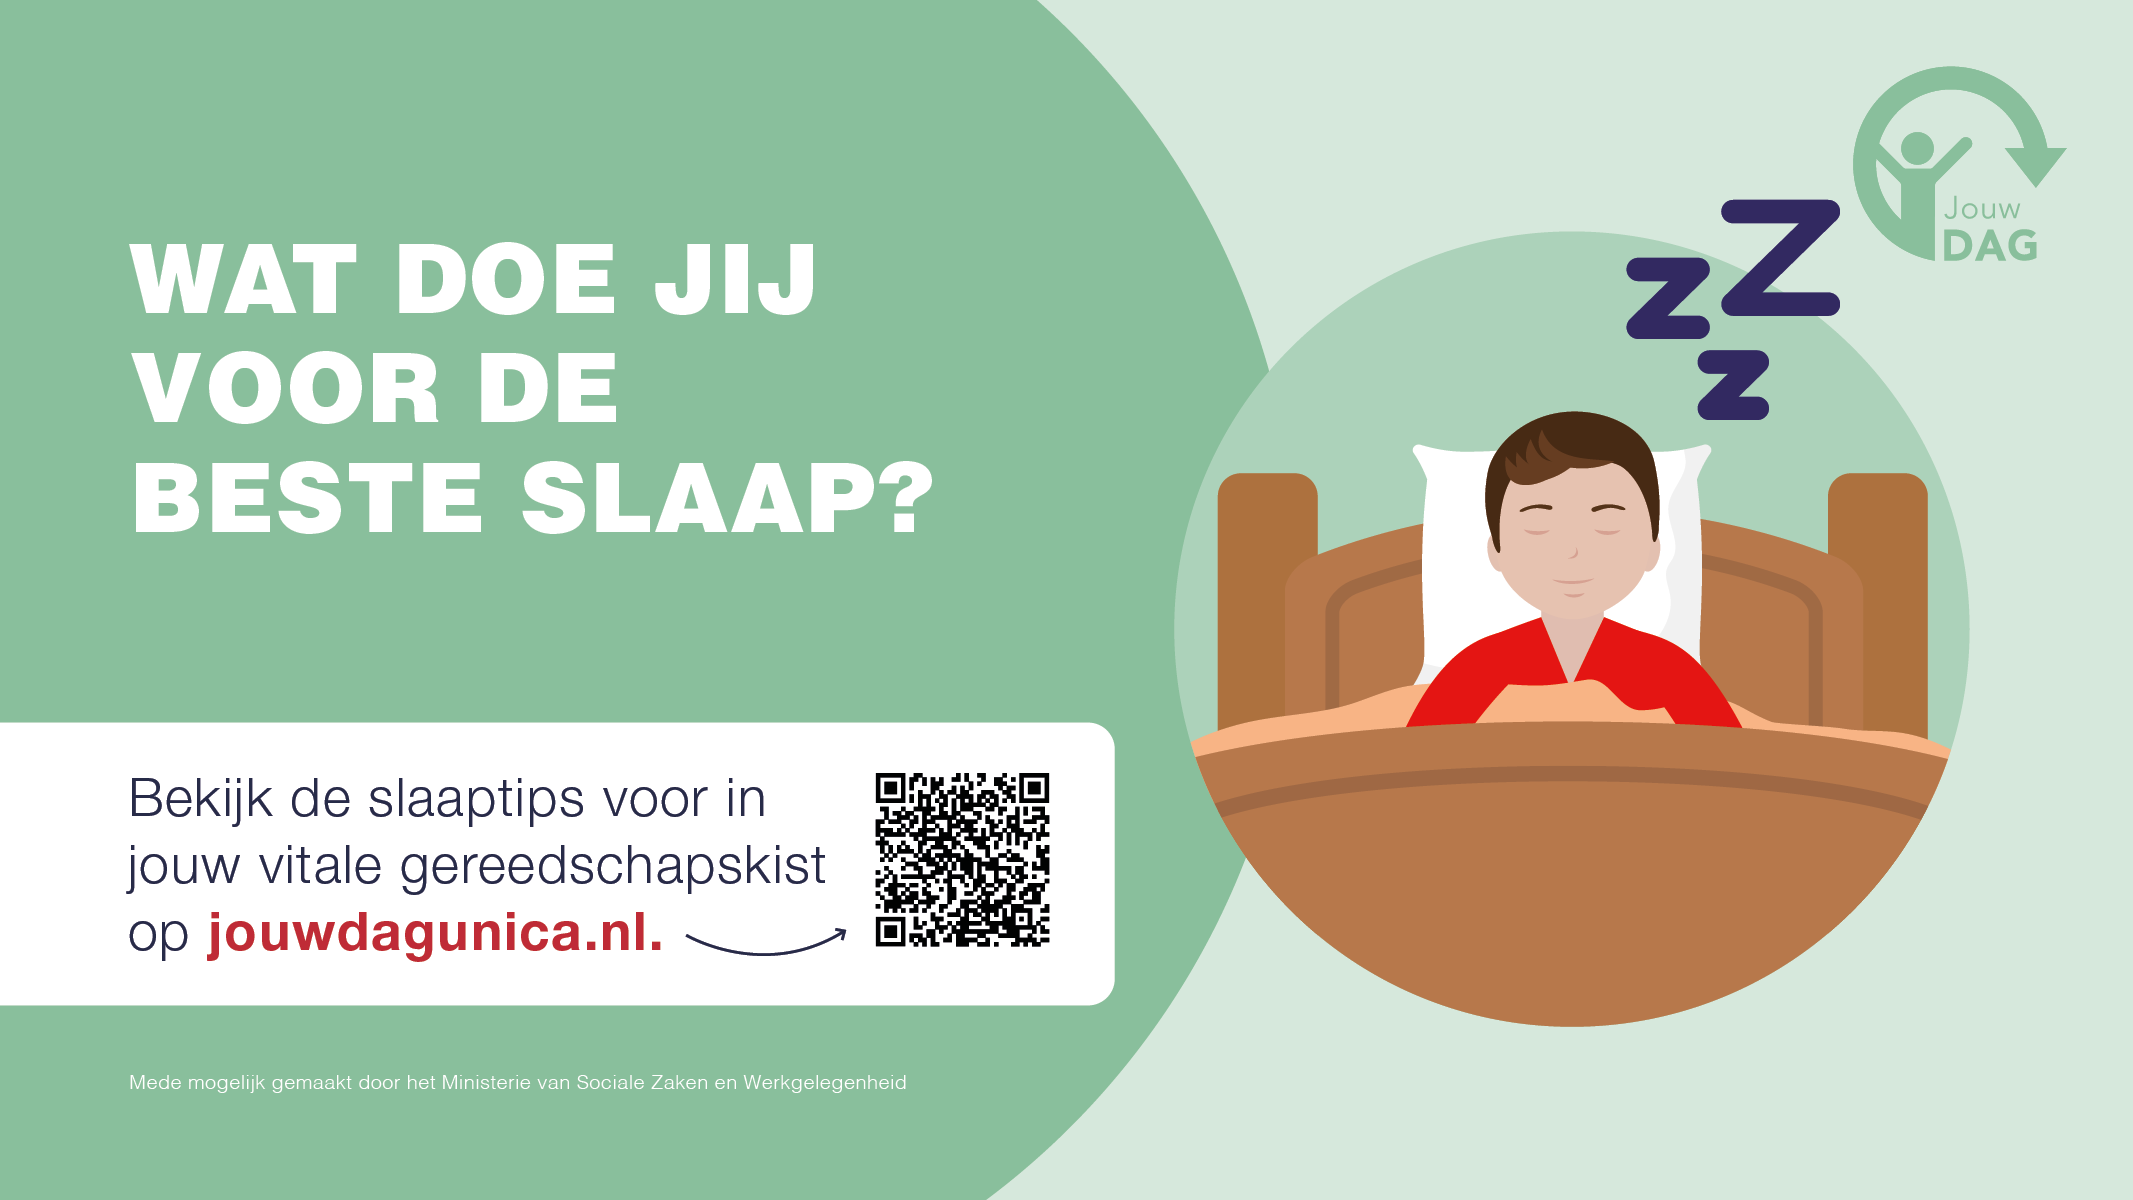 WAT DOE JIJ
VOOR DE
BESTE SLAAP?
Bekijk de slaaptips voor in
jouw vitale gereedschapskist
op jouwdagunica.nl.
Mede mogelijk gemaakt door het Ministerie van Sociale Zaken en Werkgelegenheid
zZ
z
Jouw
DAG